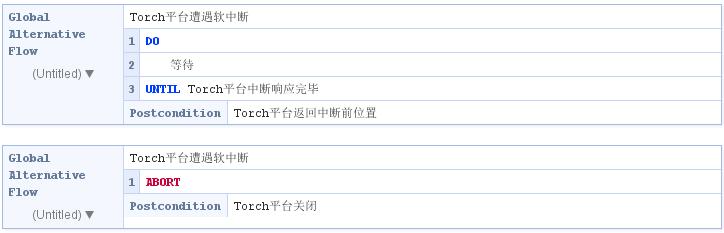 Global
Alternative
Flow
(Untitled) ▼
Torch平台遭遇软中断
1 DO
2 等待
3 UNTIL Torch平台中断响应完毕
Postcondition Torch平台返回中断前位置
Global
Alternative
Flow
(Untitled) ▼
Torch平台遭遇软中断
1 ABORT
Postcondition Torch平台关闭